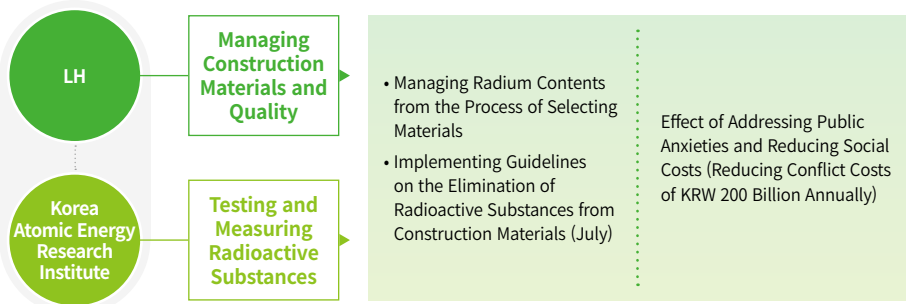 LH
Managing
Construction
Materials and
Quality
Korea
Atomic Energy
Research
Institute
Testing and
Measuring
Radioactive
Substances
• Managing Radium Contents
from the Process of Selecting
Materials
• Implementing Guidelines
on the Elimination of
Radioactive Substances from
Construction Materials (July)
Effect of Addressing Public
Anxieties and Reducing Social
Costs (Reducing Conflict Costs
of KRW 200 Billion Annually)